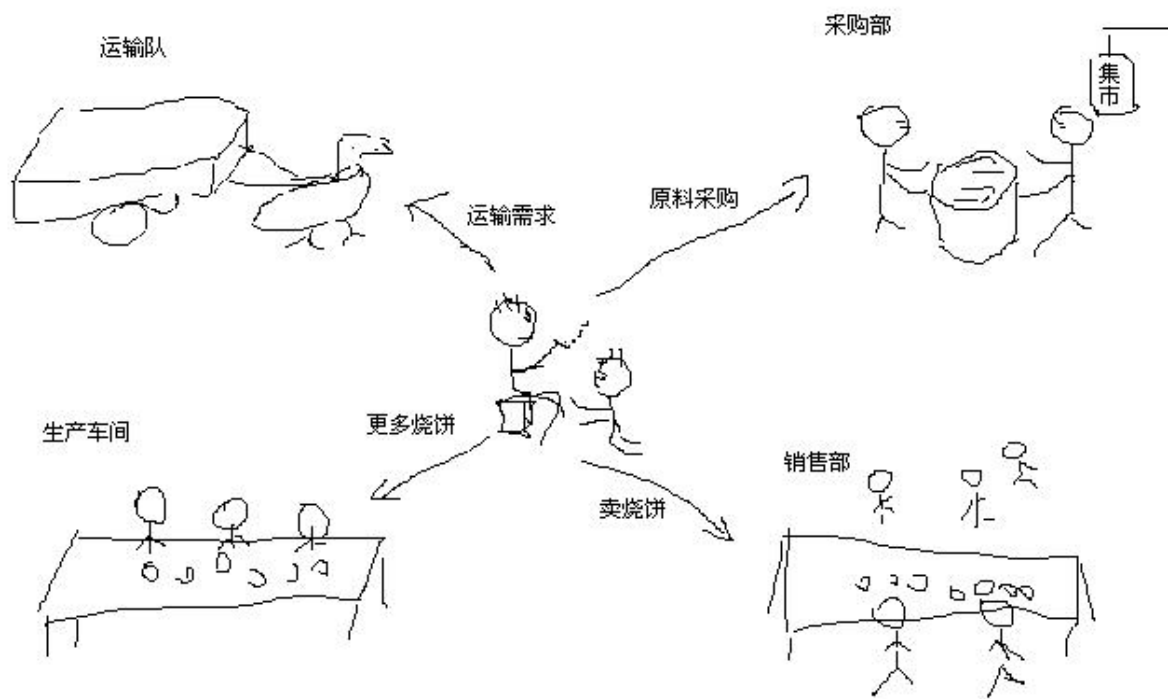 运输队
采购部
集市
运输需求
原料采购
生产车间
更多烧饼
卖烧饼
销售部